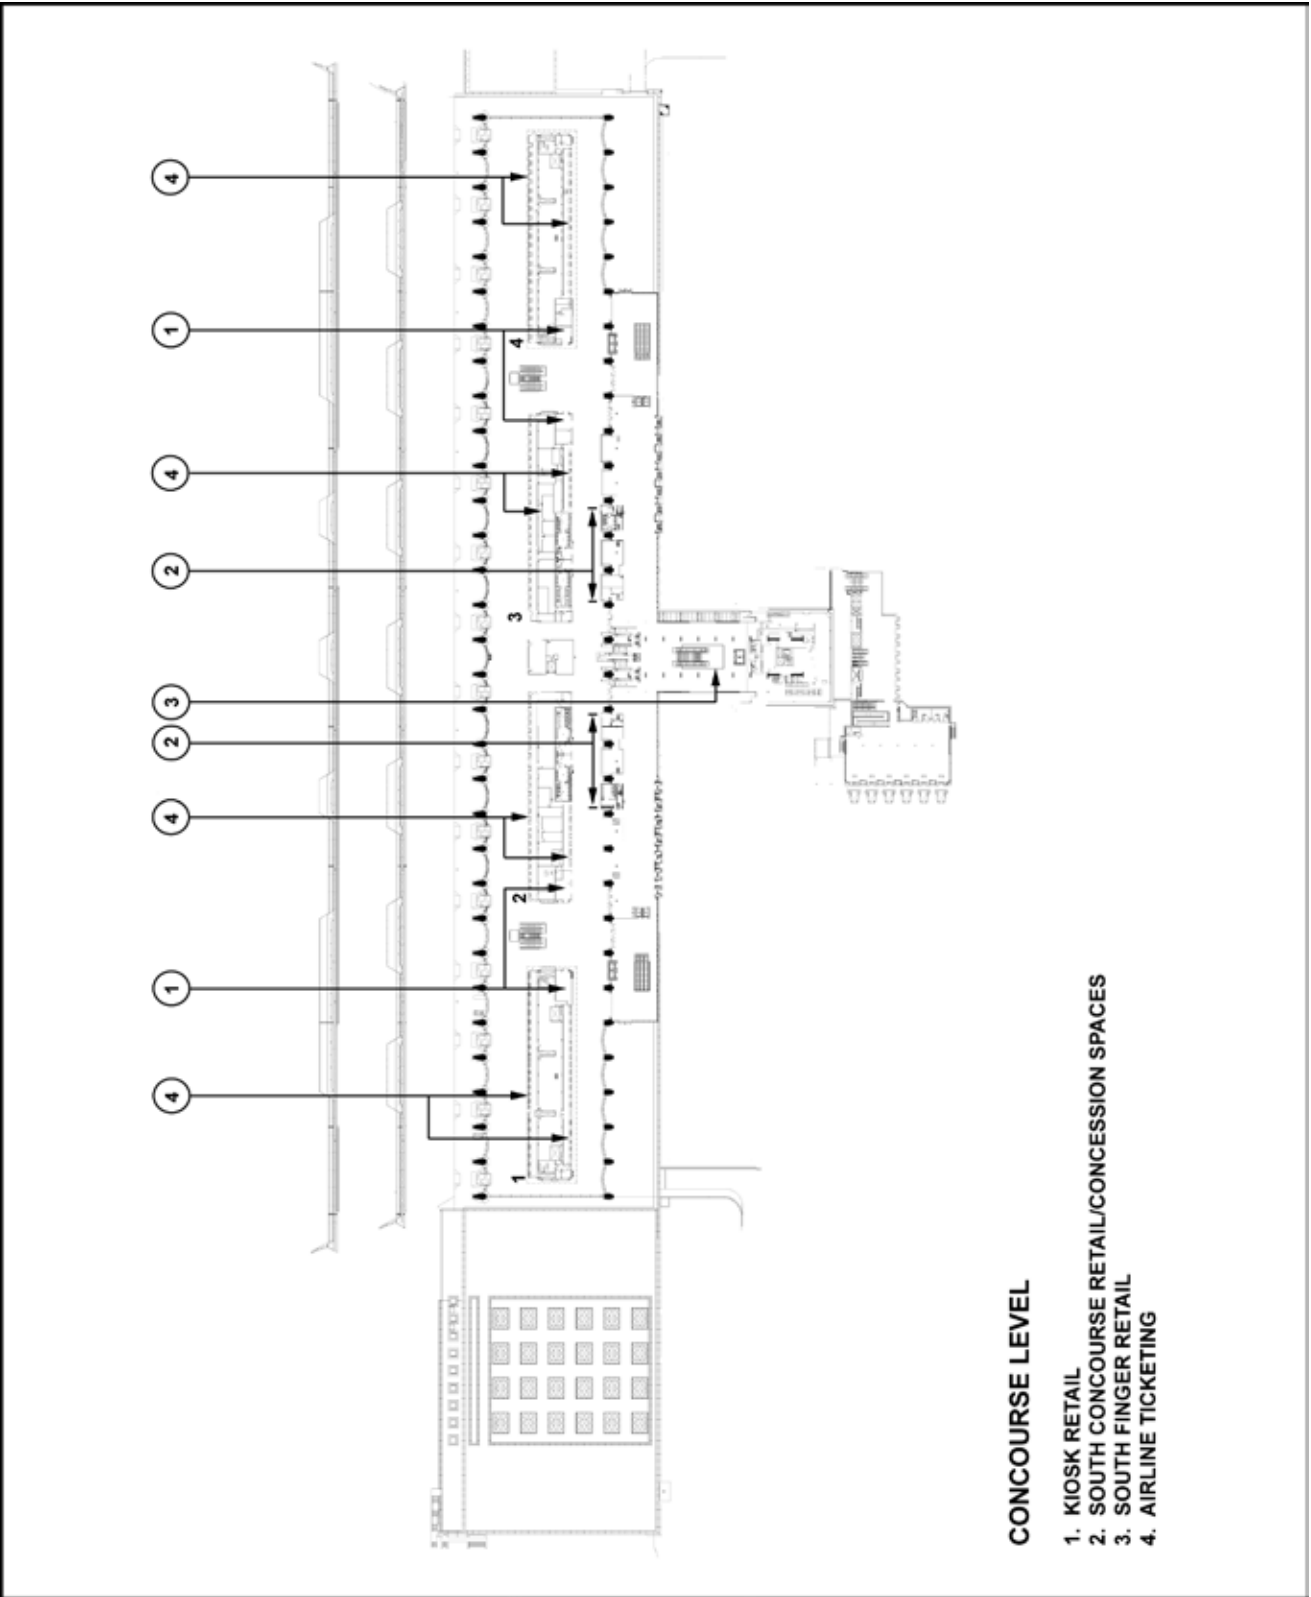 4 1 4 2 3 2 4 1 4
1 2 3 4
CONCOURSE LEVEL
1. KIOSK RETAIL
2. SOUTH CONCOURSE RETAIL/CONCESSION SPACES
3. SOUTH FINGER RETAIL
4. AIRLINE TICKETING